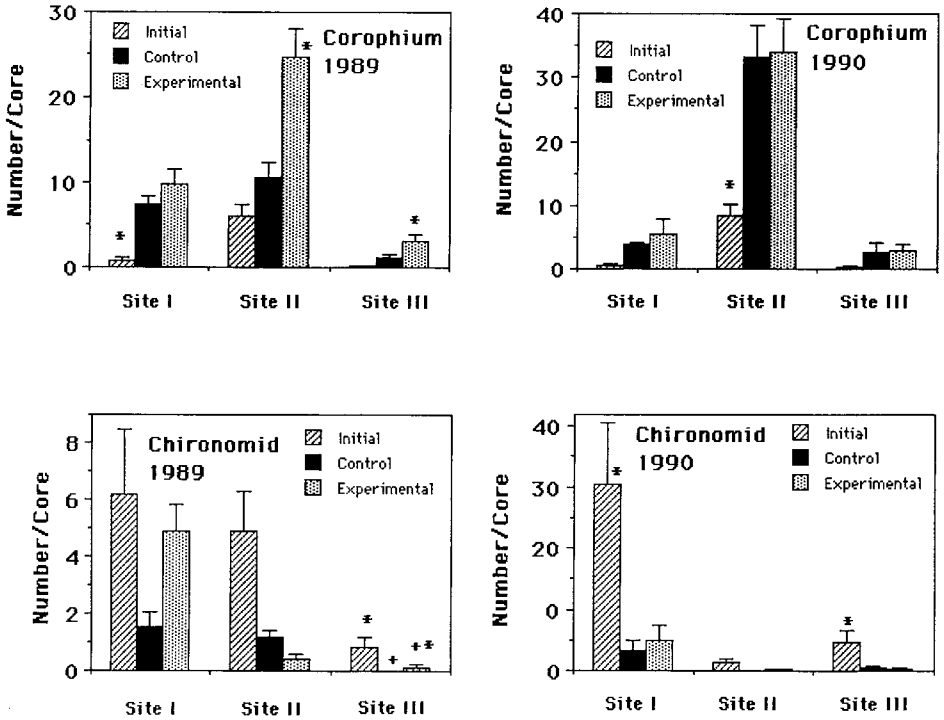 30
20
10
0
Number/Core
Initial
Control
Experimental
Corophium
1989
*
*
*
Site I
Site II
Site III
40
30
20
10
0
Number/Core
Initial
Control
Experimental
Corophium
1990
*
Site I
Site II
Site III
8
6
4
2
0
Number/Core
Chironomid
1989
Initial
Control
Experimental
*
+
+*
Site I
Site II
Site III
40
30
40
0
0
Number/Core
Chironomid
1990
Initial
Control
Experimental
*
*
Site I
Site II
Site III